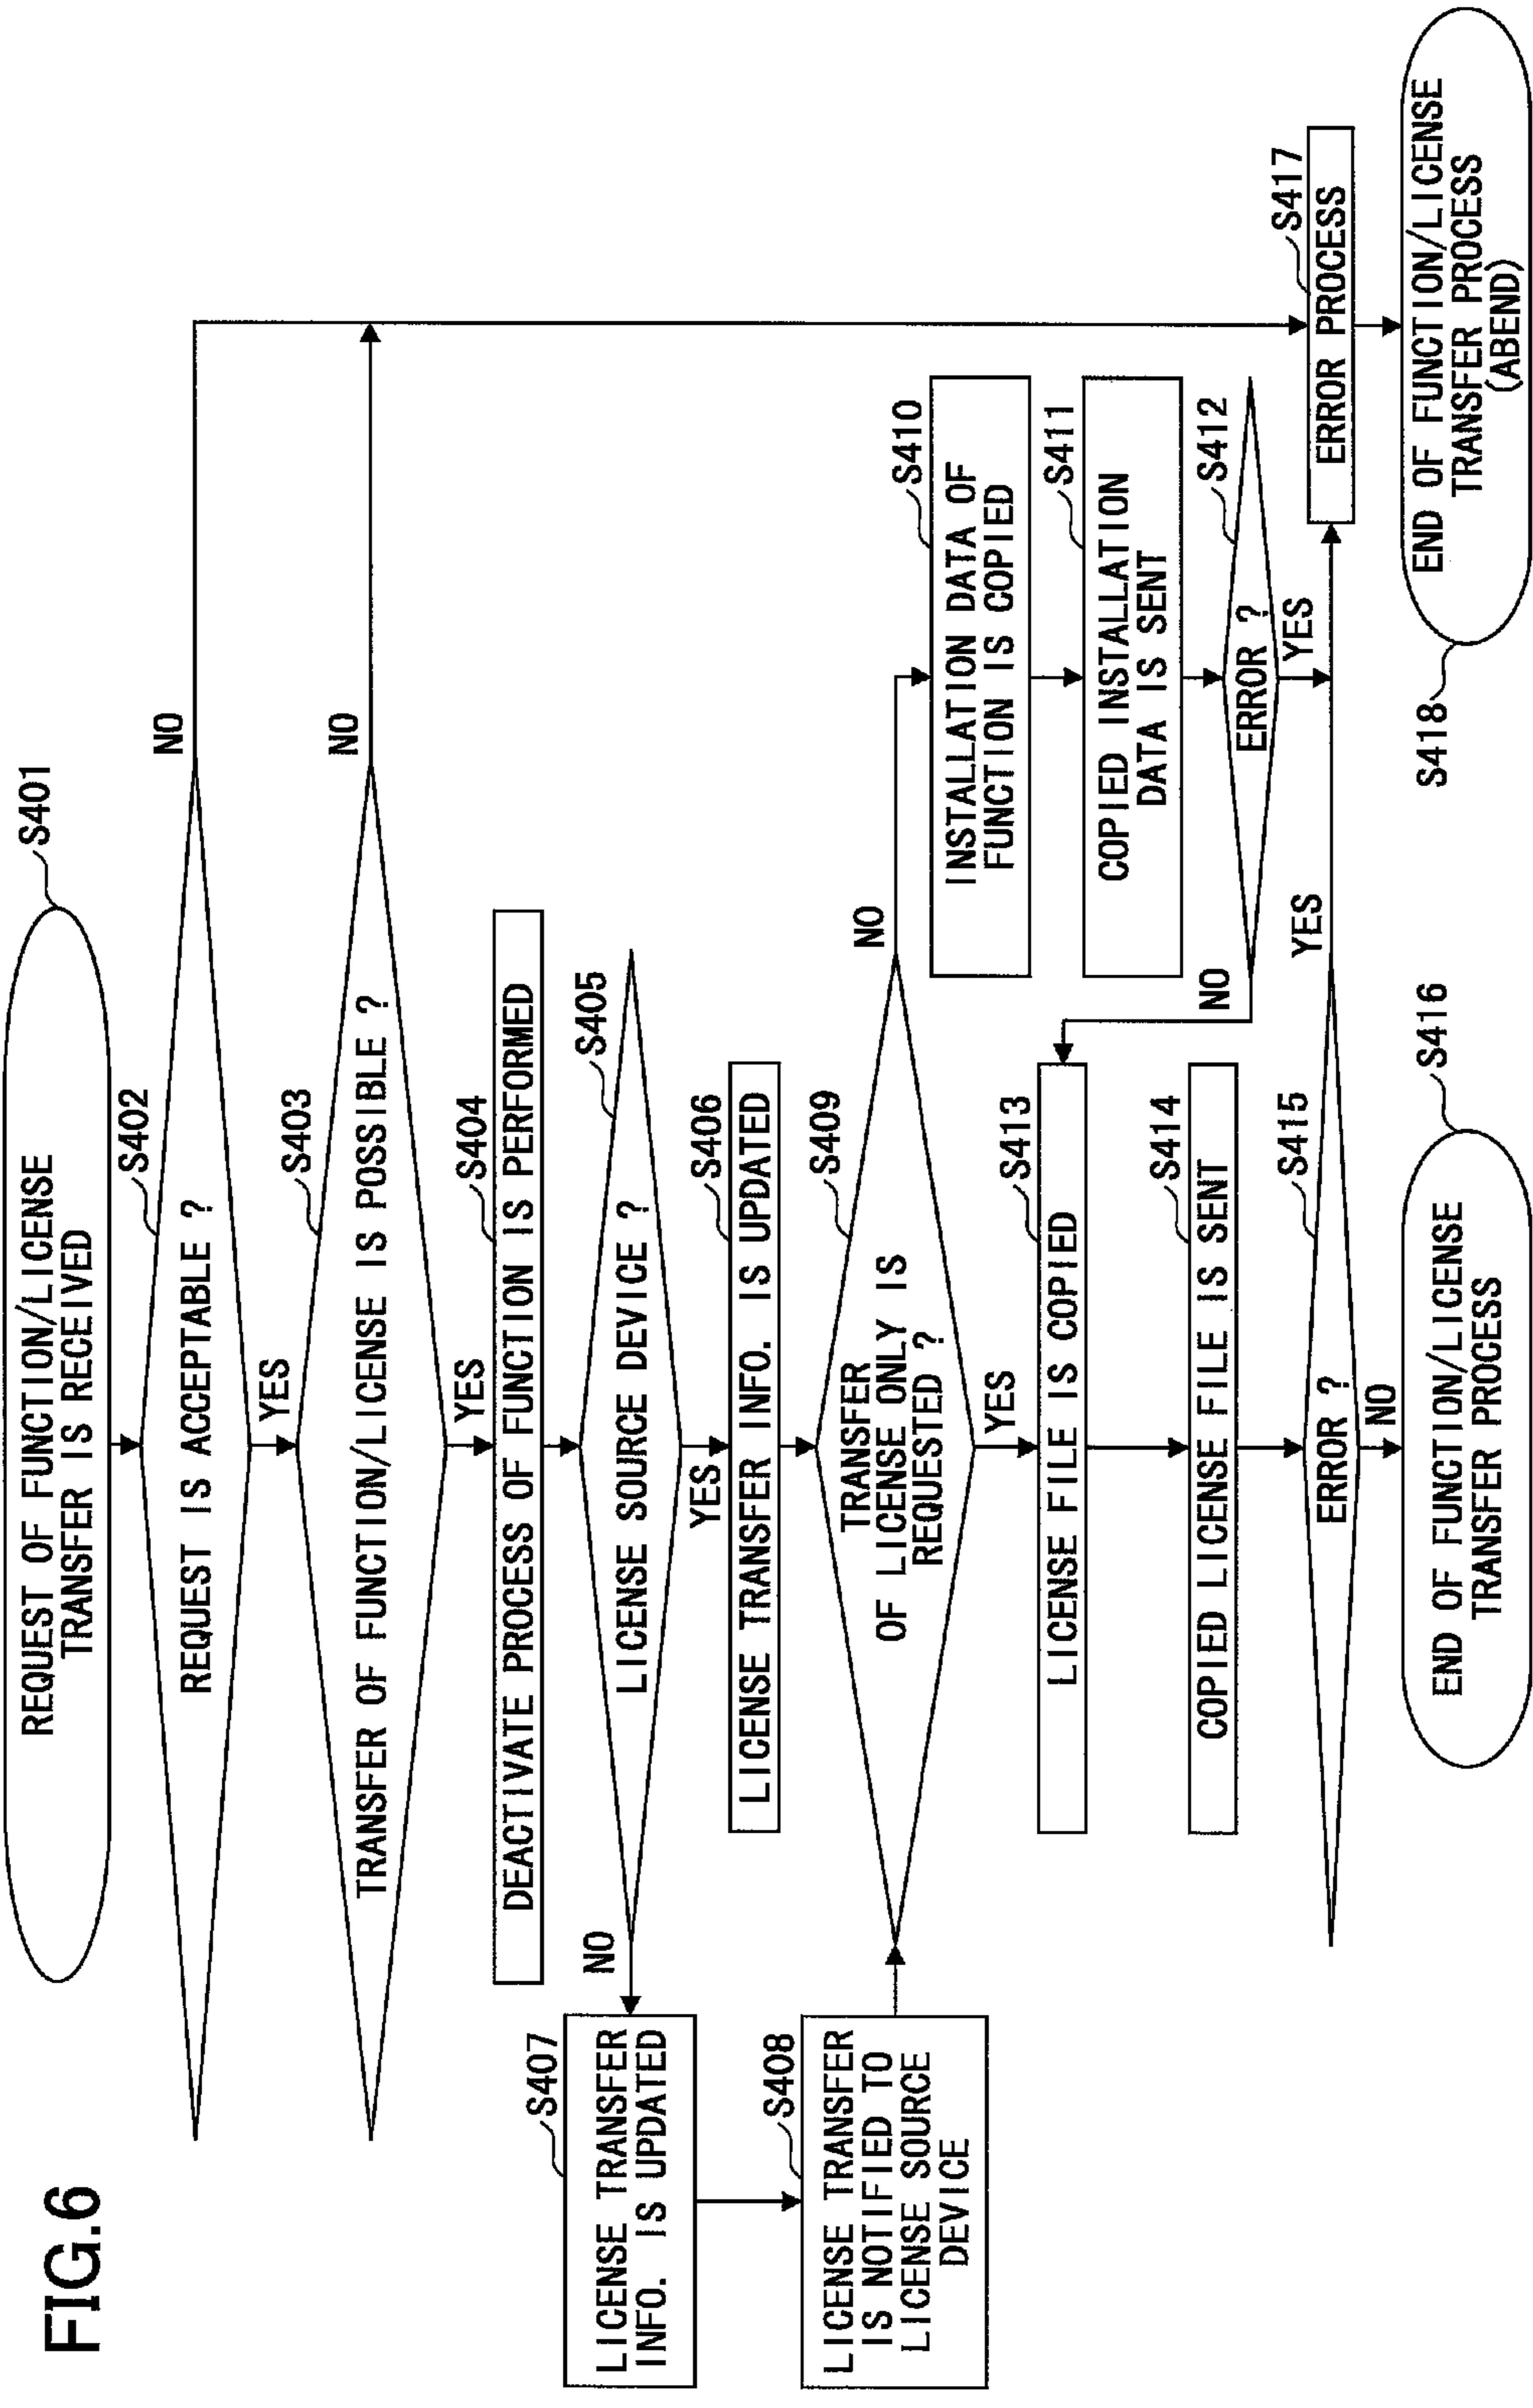 FIG.6
REQUEST OF FUNCTION/LICENSE
TRANSFER IS RECEIVED
S401
REQUEST IS ACCEPTABLE ?
S402
NO
YES
TRANSFER OF FUNCTION/LICENSE IS POSSIBLE ?
S403
NO
YES
DEACTIVATE PROCESS OF FUNCTION IS PERFORMED
S404
LICENSE SOURCE DEVICE ?
S405
NO
YES
LICENSE TRANSFER INFO. IS UPDATED
S406
LICENSE TRANSFER
INFO. IS UPDATED
S407
LICENSE TRANSFER
IS NOTIFIED TO
LICENSE SOURCE
DEVICE
S408
TRANSFER
OF LICENSE ONLY IS
REQUESTED ?
S409
NO
YES
INSTALLATION DATA OF
FUNCTION IS COPIED
S410
COPIED INSTALLATION
DATA IS SENT
S411
ERROR ?
S412
NO
YES
LICENSE FILE IS COPIED
S413
COPIED LICENSE FILE IS SENT
S414
ERROR ?
S415
YES
NO
END OF FUNCTION/LICENSE
TRANSFER PROCESS
S416
ERROR PROCESS
S417
END OF FUNCTION/LICENSE
TRANSFER PROCESS
(ABEND)
S418